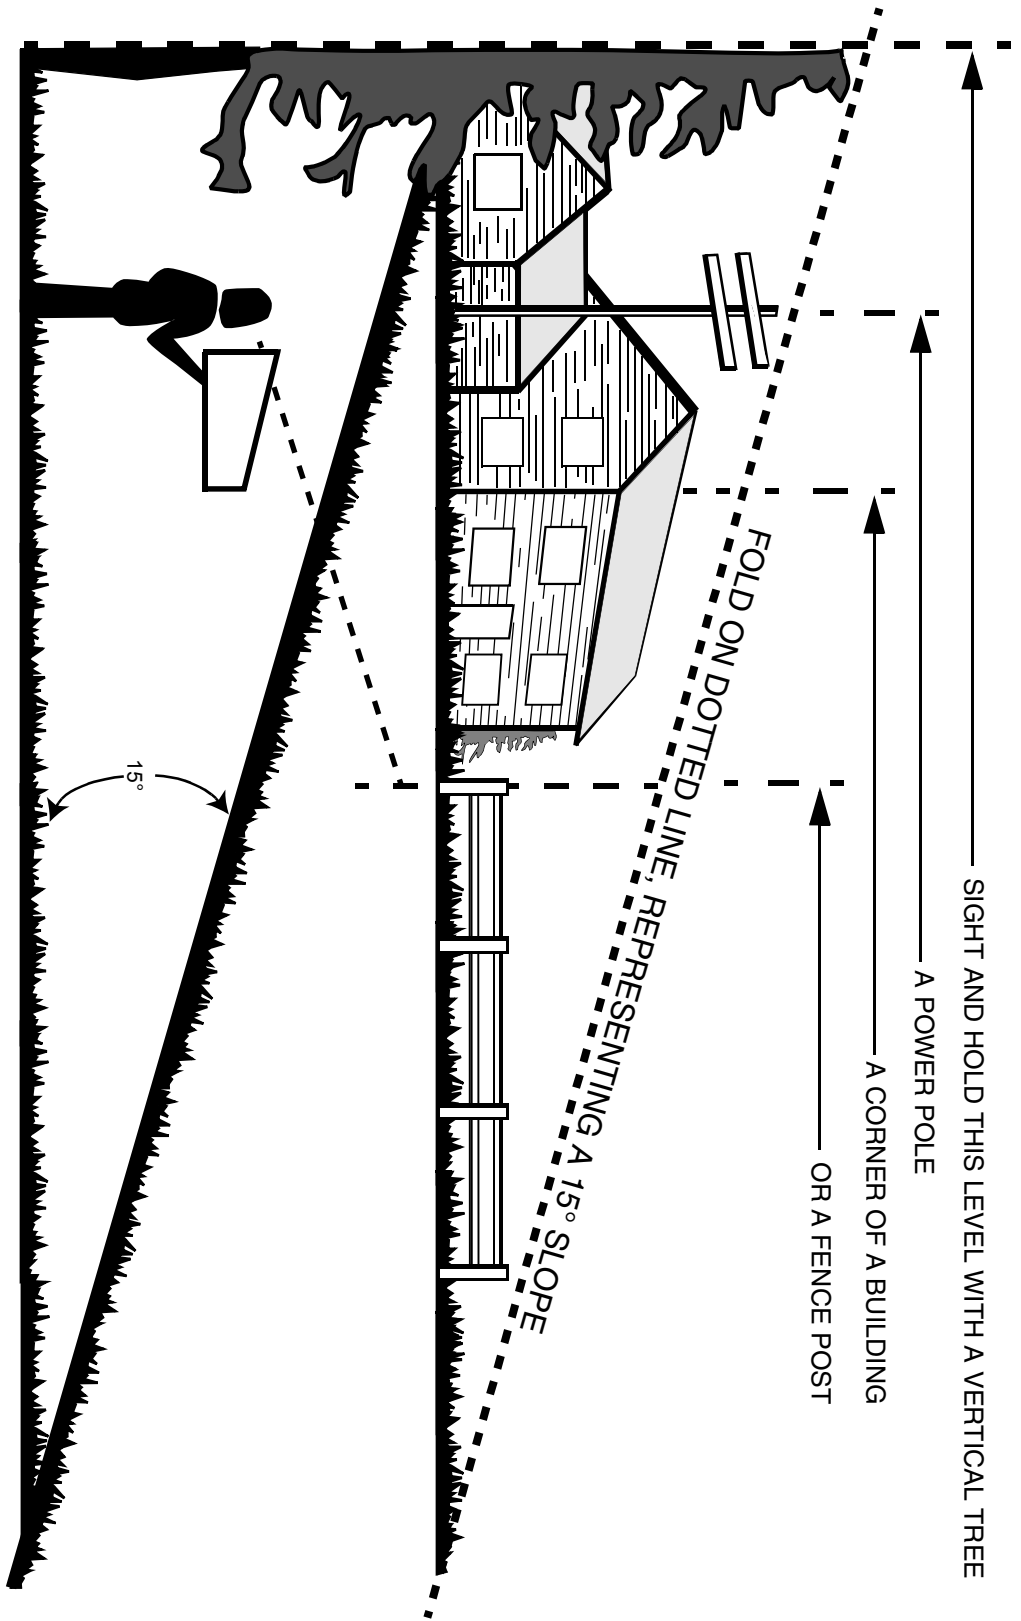 SIGHT AND HOLD THIS LEVEL WITH A VERTICAL TREE
A POWER POLE
A CORNER OF A BUILDING
OR A FENCE POST
FOLD ON DOTTED LINE, REPRESENTING A 15° SLOPE
15°